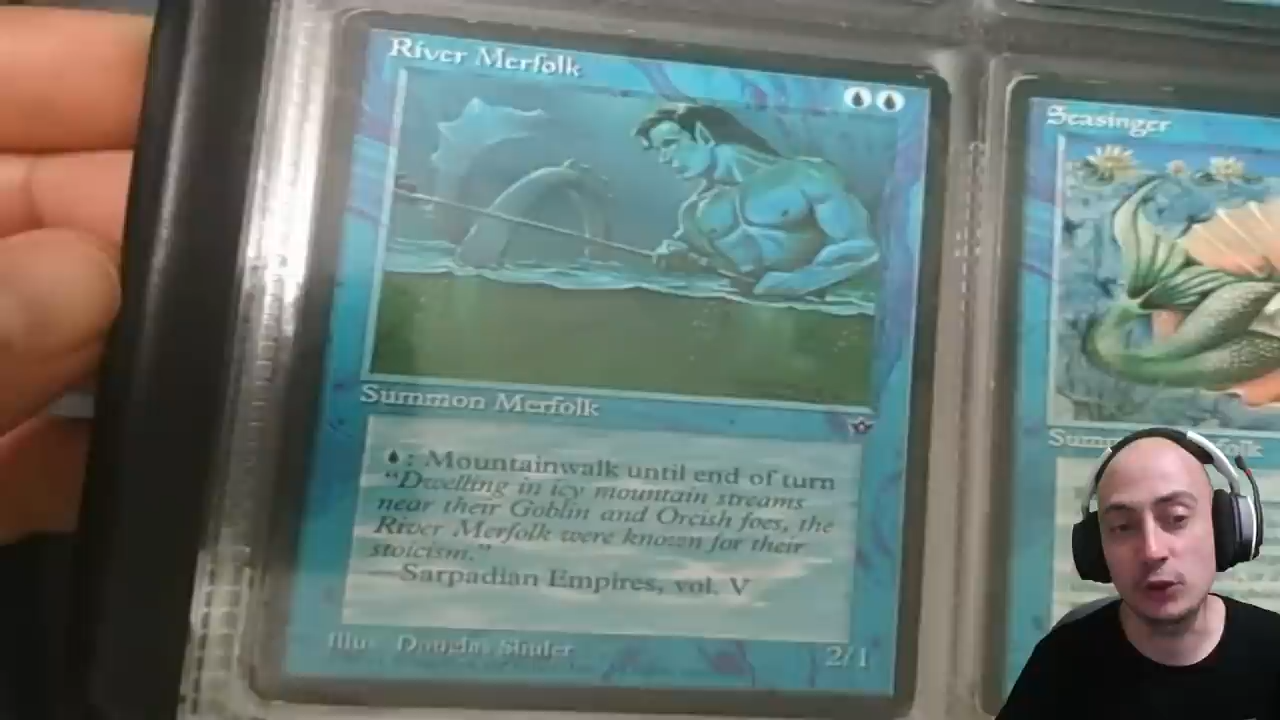 River Merfolk
Summon Merfolk
: Mountainwalk until end of turn
"Dwelling in icy mountain streams
near their Goblin and Orcish foes, the
River Merfolk were known for their
stoicism."
—Sarpadian Empires, vol. V
Illus. Douglas Shuler
2/1
Seasinger